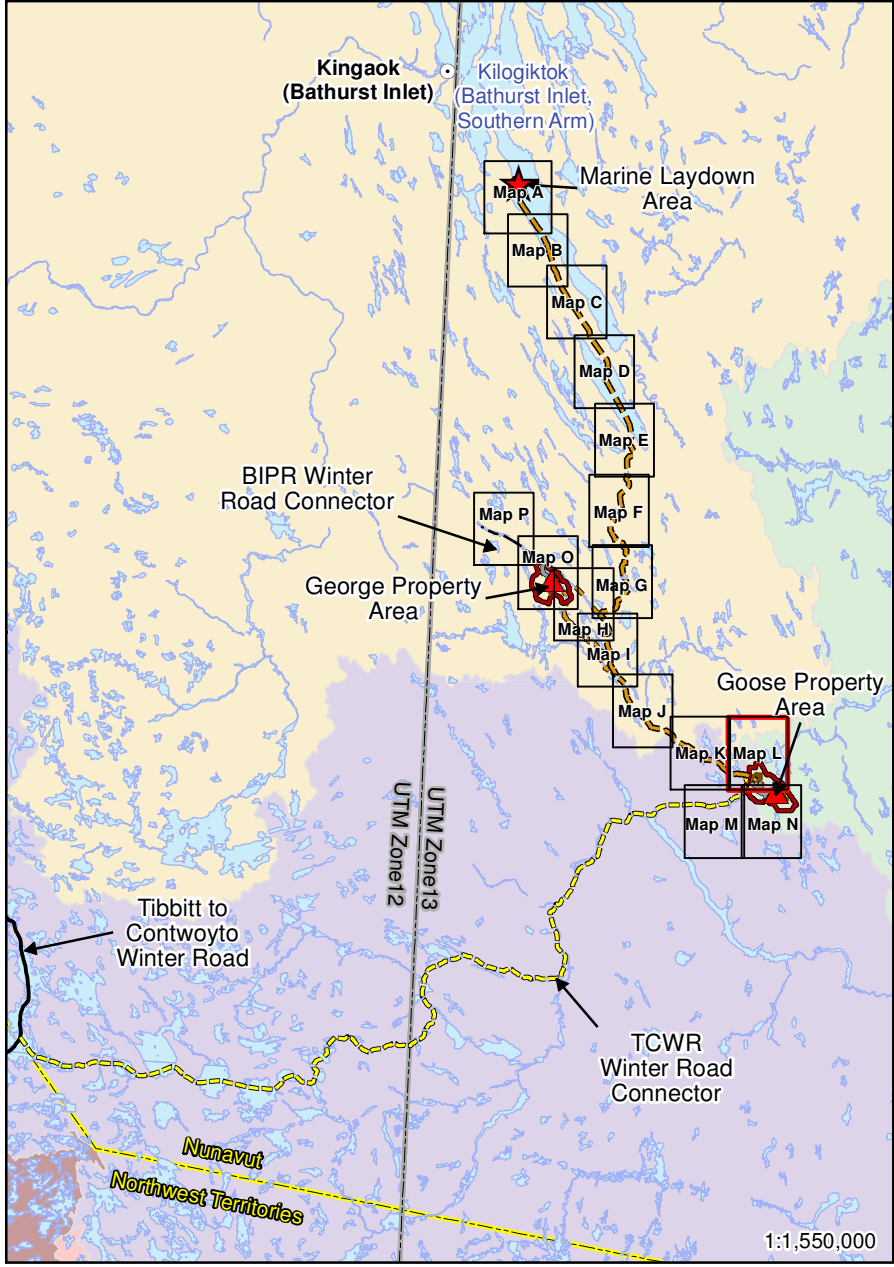 Kingaok
(Bathurst Inlet)
Kilogiktok
(Bathurst Inlet,
Southern Arm)
Marine Laydown
Area
Map A
Map B
Map C
Map D
Map E
BIPR Winter
Road Connector
Map P
Map F
Map O
George Property
Area
Map G
Map H
Map I
Goose Property
Area
Map J
Map K
Map L
Map M
Map N
UTM Zone12
UTM Zone13
Tibbitt to
Contwoyto
Winter Road
TCWR
Winter Road
Connector
Nunavut
Northwest Territories
1:1,550,000